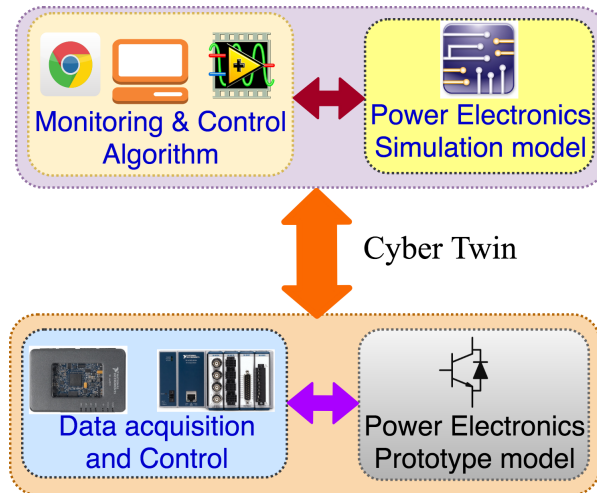 Monitoring & Control
Algorithm
Power Electronics
Simulation model
Cyber Twin
Data acquisition
and Control
Power Electronics
Prototype model